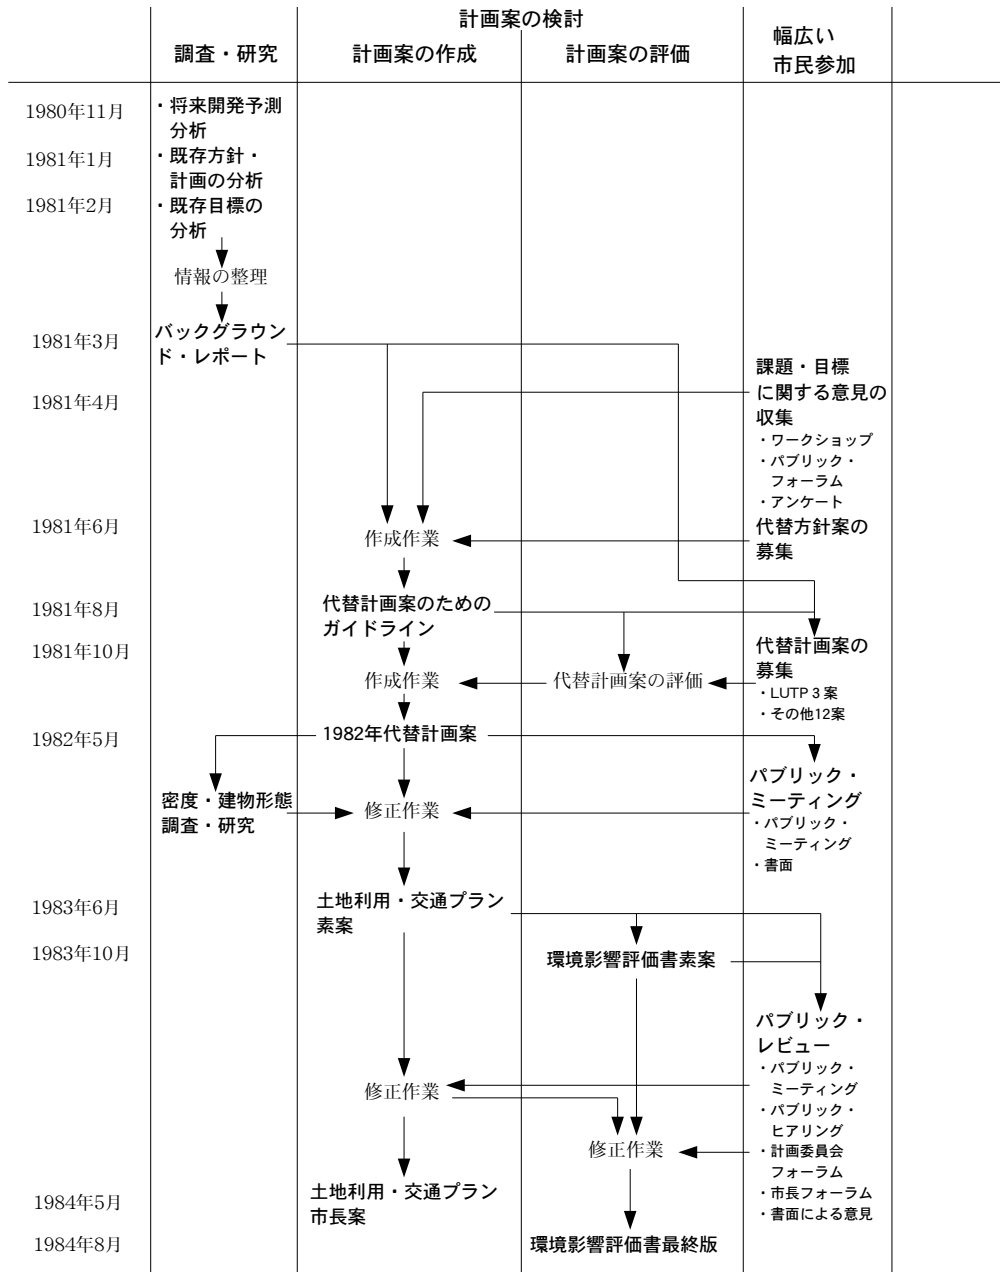 計画案の検討
調査・研究
計画案の作成
計画案の評価
幅広い
市民参加
1980年11月
・将来開発予測
分析
1981年1月
・既存方針・
計画の分析
1981年2月
・既存目標の
分析
情報の整理
1981年3月
バックグラウン
ド・レポート
課題・目標
に関する意見の
収集
1981年4月
・ワークショップ
・パブリック・
フォーラム
・アンケート
1981年6月
作成作業
代替方針案の
募集
1981年8月
代替計画案のための
ガイドライン
1981年10月
代替計画案の
募集
作成作業
代替計画案の評価
・LUTP 3 案
・その他12案
1982年5月
1982年代替計画案
パブリック・
ミーティング
密度・建物形態
調査・研究
修正作業
・パブリック・
ミーティング
・書面
1983年6月
土地利用・交通プラン
素案
1983年10月
環境影響評価書素案
パブリック・
レビュー
・パブリック・
ミーティング
修正作業
・パブリック・
ヒアリング
修正作業
・計画委員会
フォーラム
・市長フォーラム
・書面による意見
1984年5月
土地利用・交通プラン
市長案
1984年8月
環境影響評価書最終版